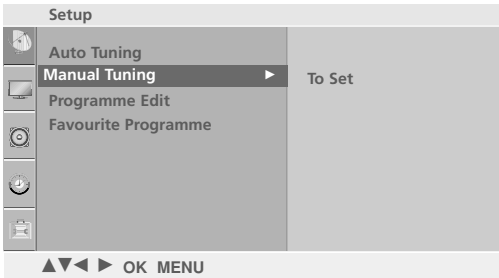 Setup
Auto Tuning
Manual Tuning ►
To Set
Programme Edit
Favourite Programme
▲▼◄ ► OK MENU